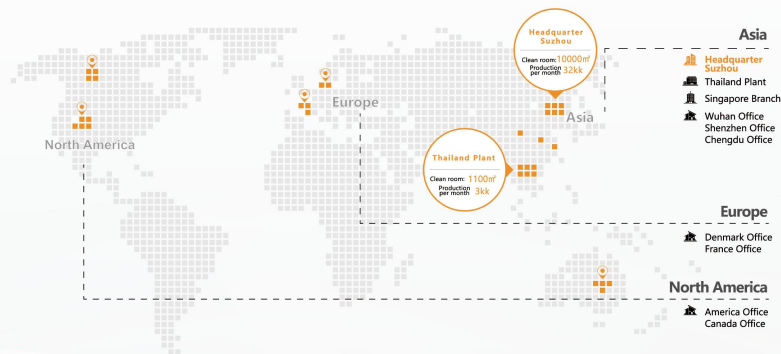 Headquarter
Suzhou
Clean room: 10000㎡
Production
per month 32kk
Europe
Asia
North America
Thailand Plant
Clean room: 1100㎡
Production
per month 3kk
Asia
Headquarter
Suzhou
Thailand Plant
Singapore Branch
Wuhan Office
Shenzhen Office
Chengdu Office
Europe
Denmark Office
France Office
North America
America Office
Canada Office